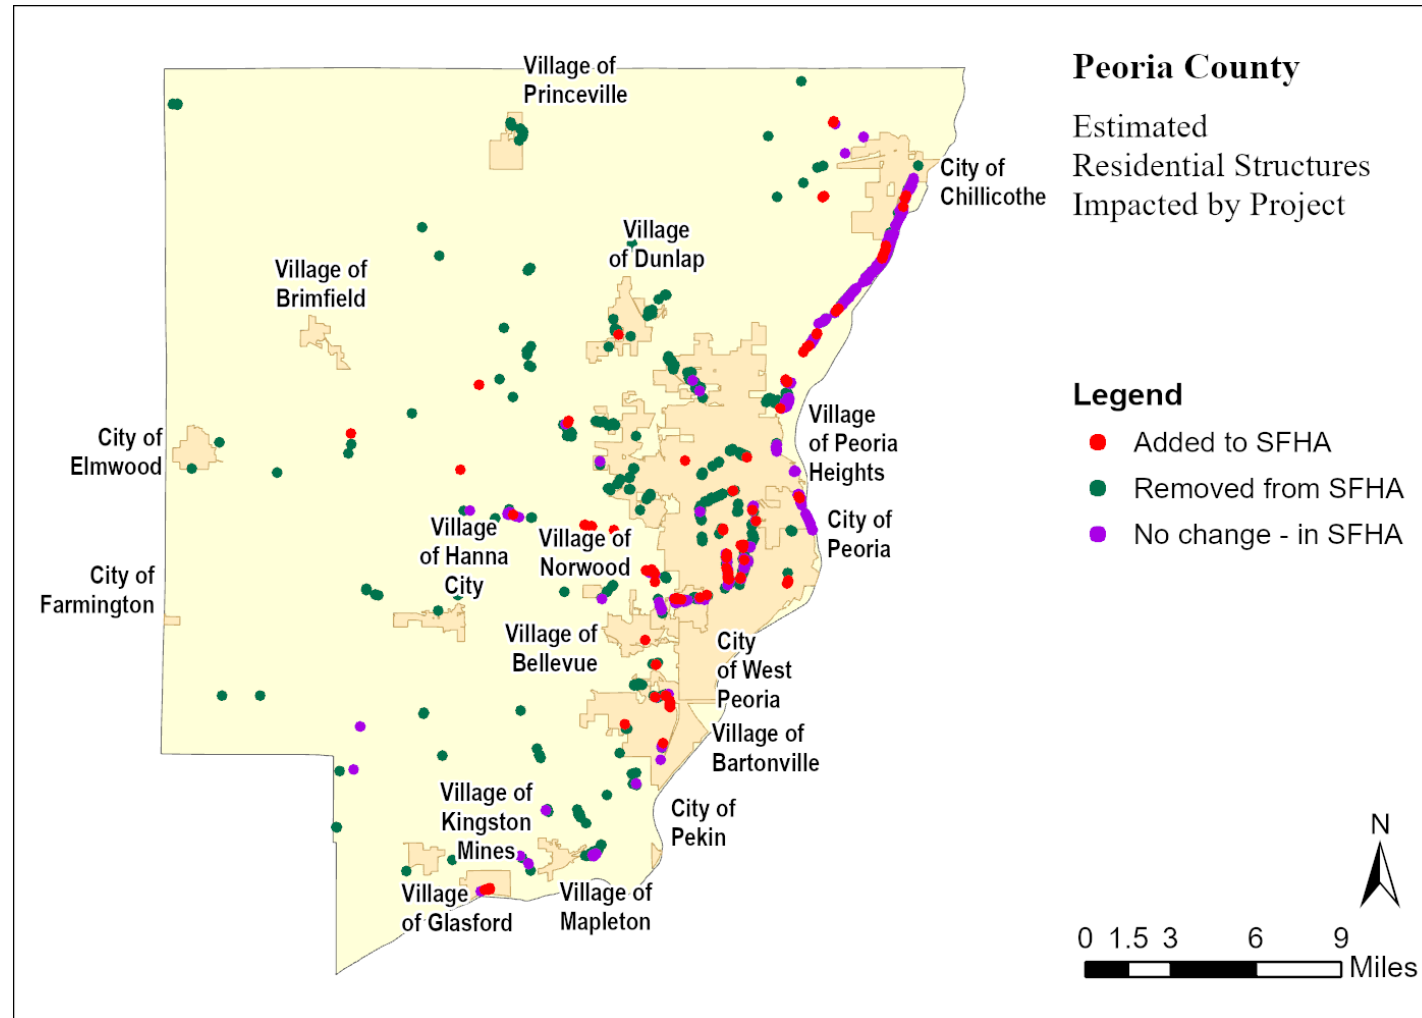 Peoria County
Estimated
Residential Structures
Impacted by Project
Village of
Princeville
City of
Chillicothe
Village
of Dunlap
Village of
Brimfield
Legend
Added to SFHA
Removed from SFHA
No change - in SFHA
Village
of Peoria
Heights
City of
Elmwood
City of
Peoria
Village
of Hanna
City
Village of
Norwood
City of
Farmington
Village of
Bellevue
City
of West
Peoria
Village of
Bartonville
Village of
Kingston
Mines
City of
Pekin
Village
of Glasford
Village of
Mapleton
N
0 1.5 3 6 9
Miles